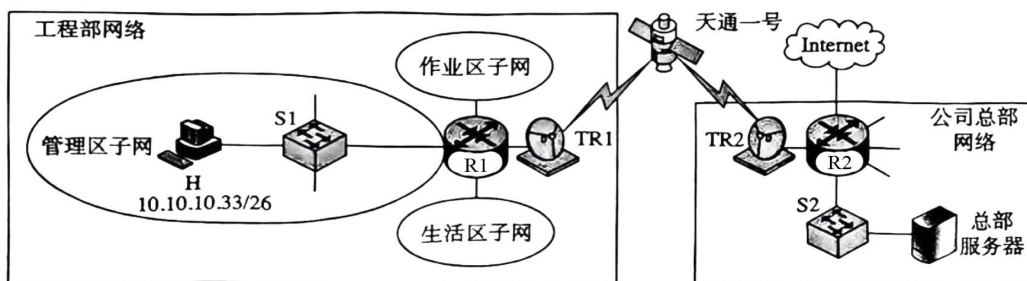 工程部网络
天通一号
Internet
作业区子网
S1
管理区子网
H
10.10.10.33/26
R1
TR1
TR2
公司总部
网络
R2
生活区子网
S2
总部
服务器